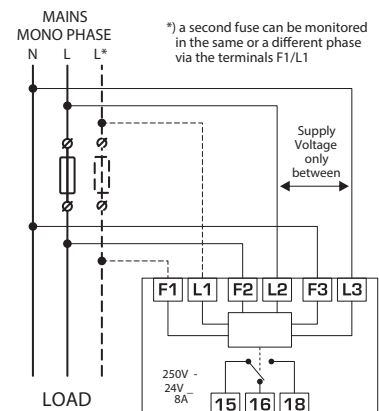 MAINS
MONO PHASE
N L L*
*) a second fuse can be monitored
in the same or a different phase
via the terminals F1/L1
Supply
Voltage
only
between
F1 L1 F2 L2 F3 L3
250V -
24V
8A
LOAD
15 16 18